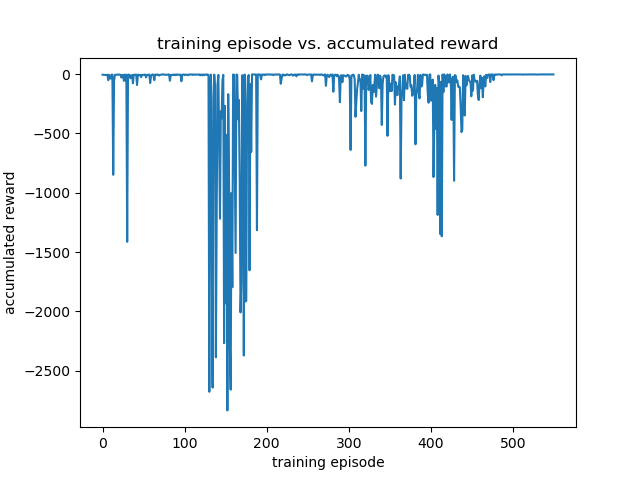 training episode vs. accumulated reward
0
−500
−1000
−1500
−2000
−2500
accumulated reward
0 100 200 300 400 500
training episode